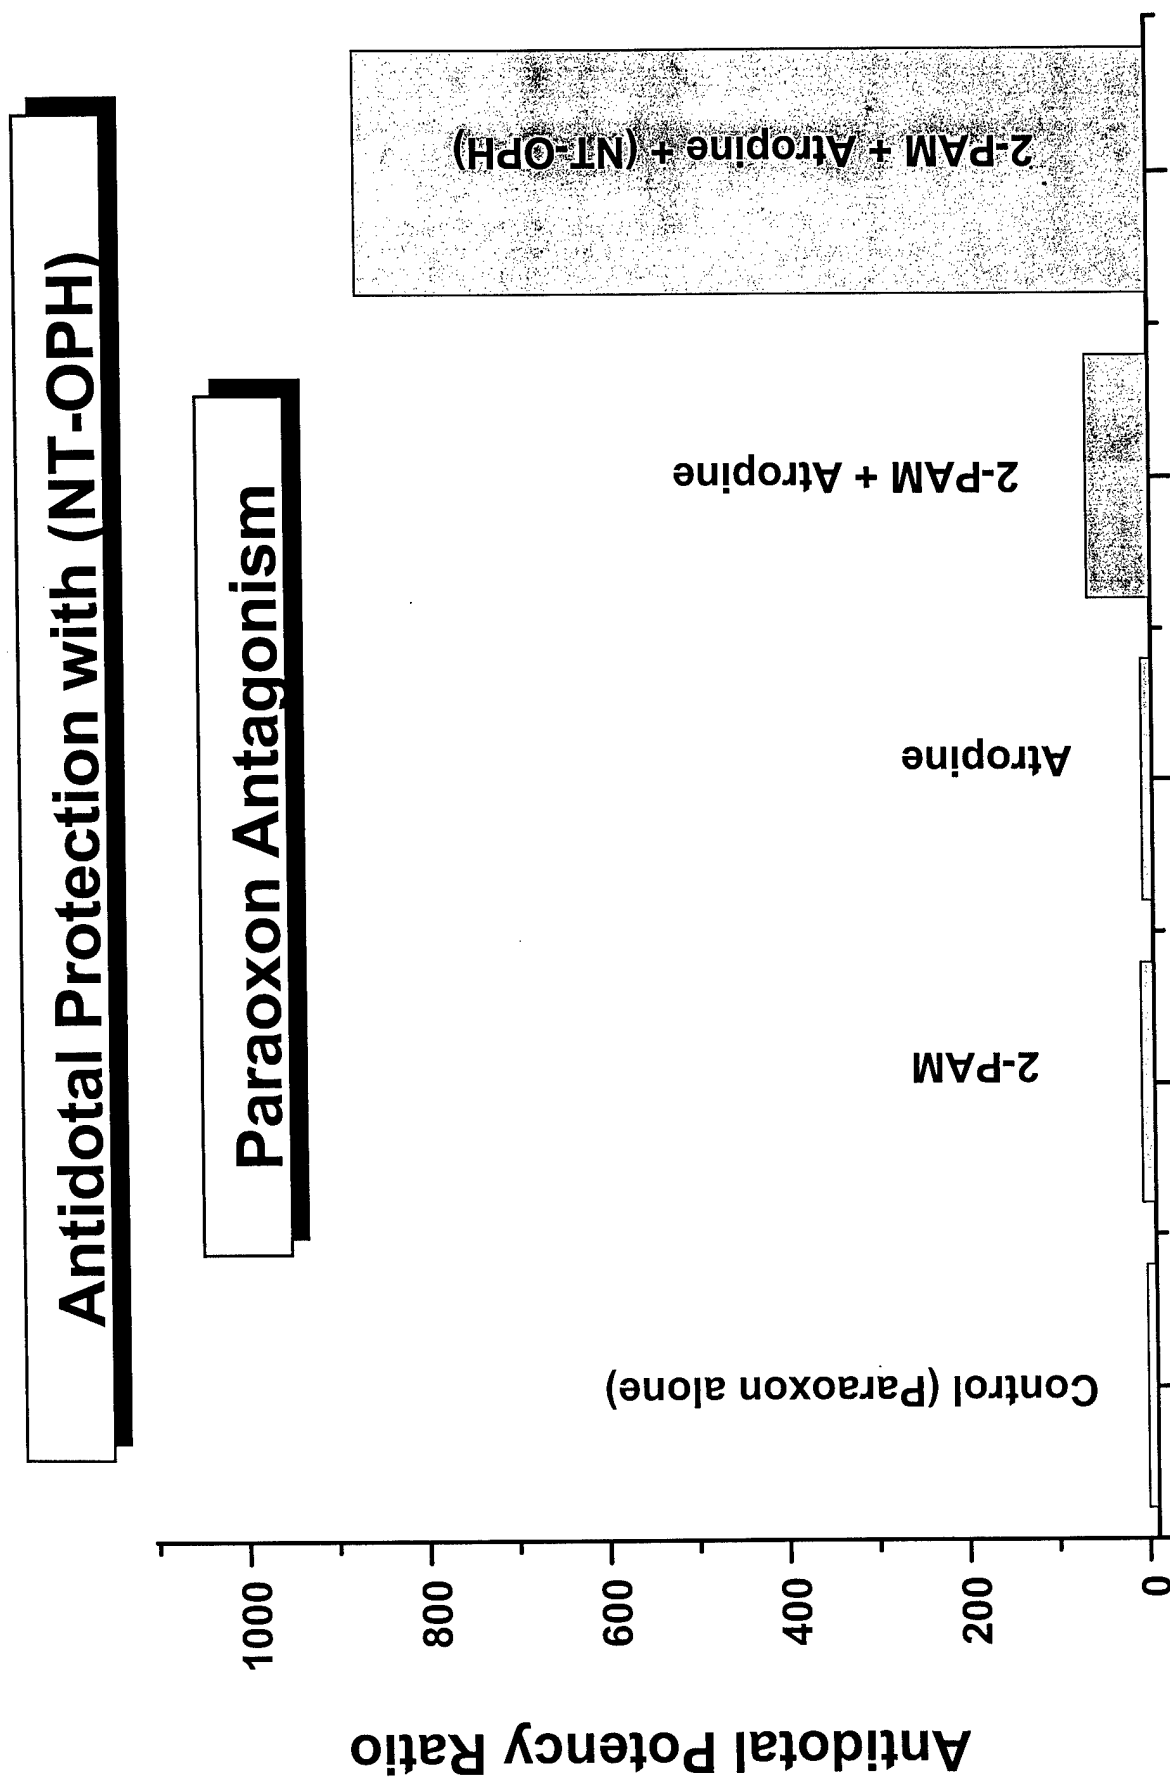 Antidotal Protection with (NT-OPH)
Paraoxon Antagonism
Antidotal Potency Ratio
1000
800
600
400
200
0
Control (Paraoxon alone)
2-PAM
Atropine
2-PAM + Atropine
2-PAM + Atropine + (NT-OPH)